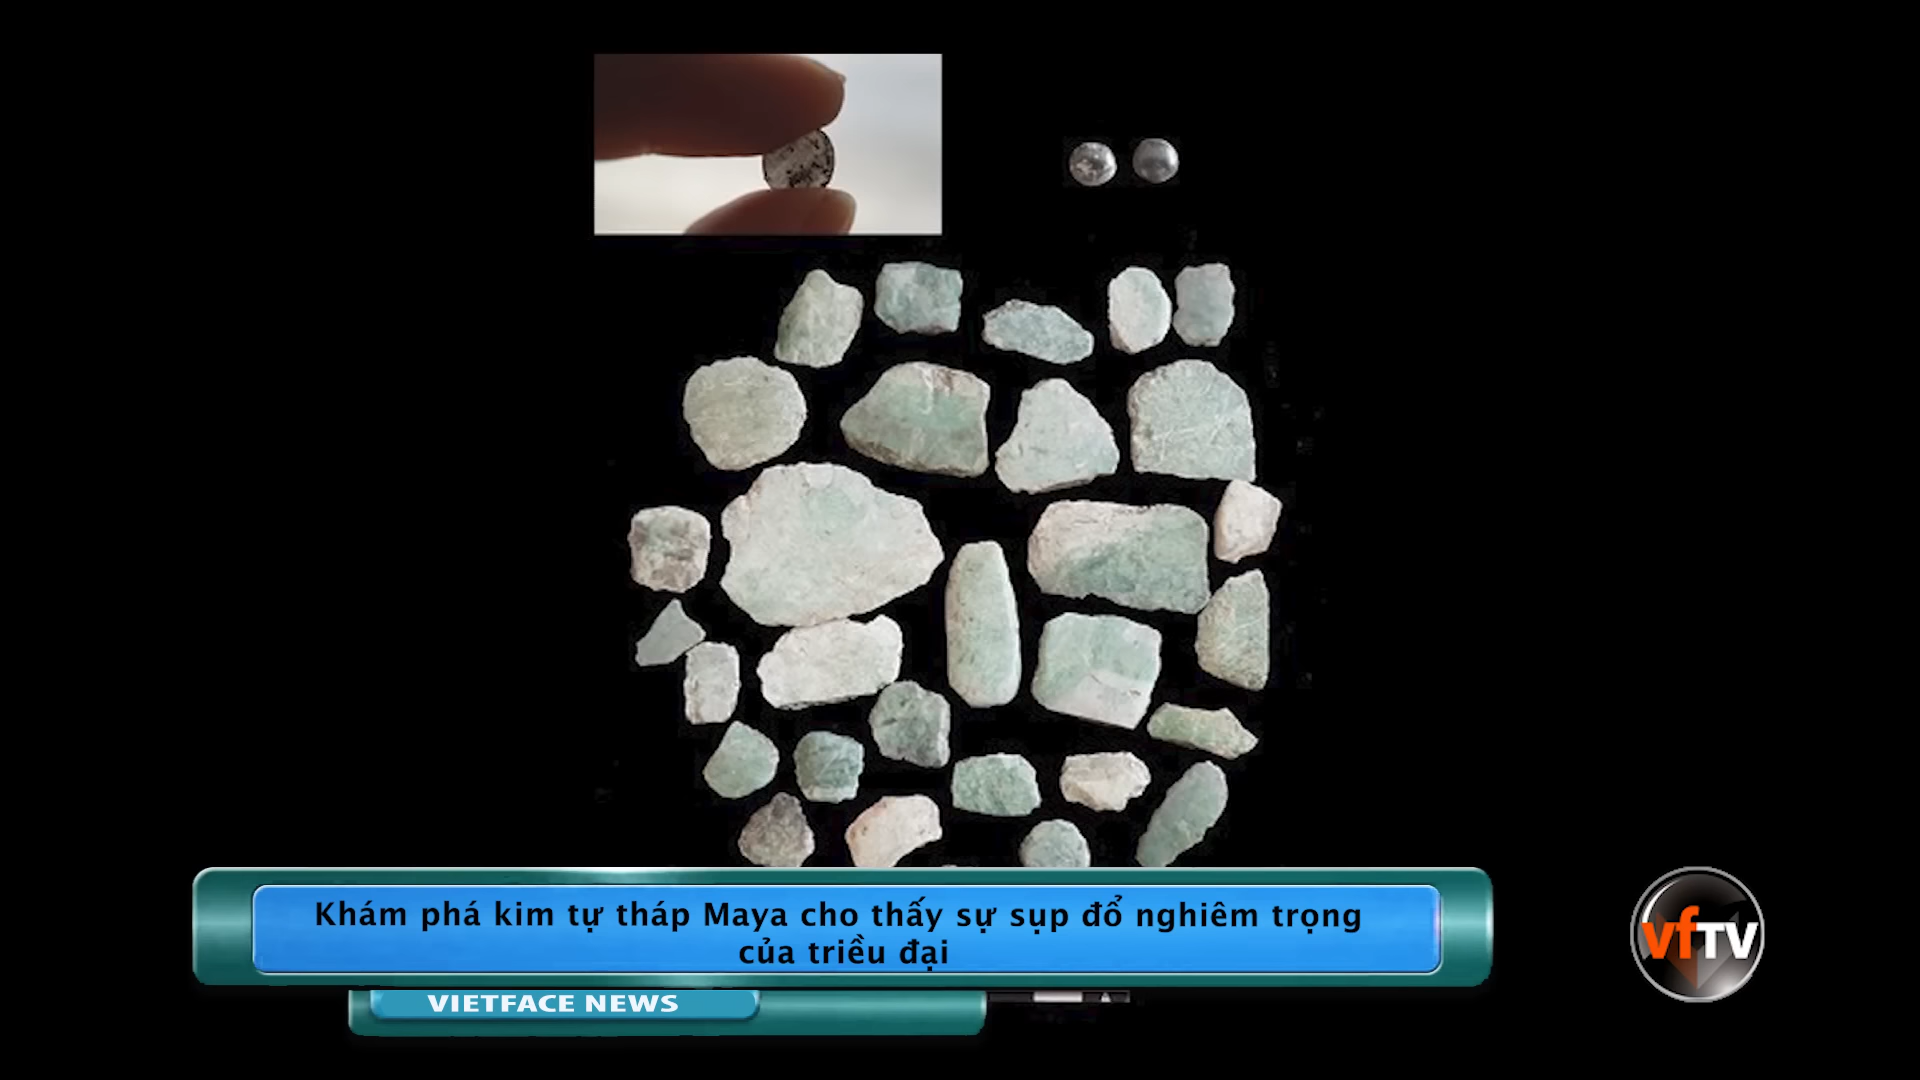 Khám phá kim tự tháp Maya cho thấy sự sụp đổ nghiêm trọng
của triều đại
VIETFACE NEWS
vfTV